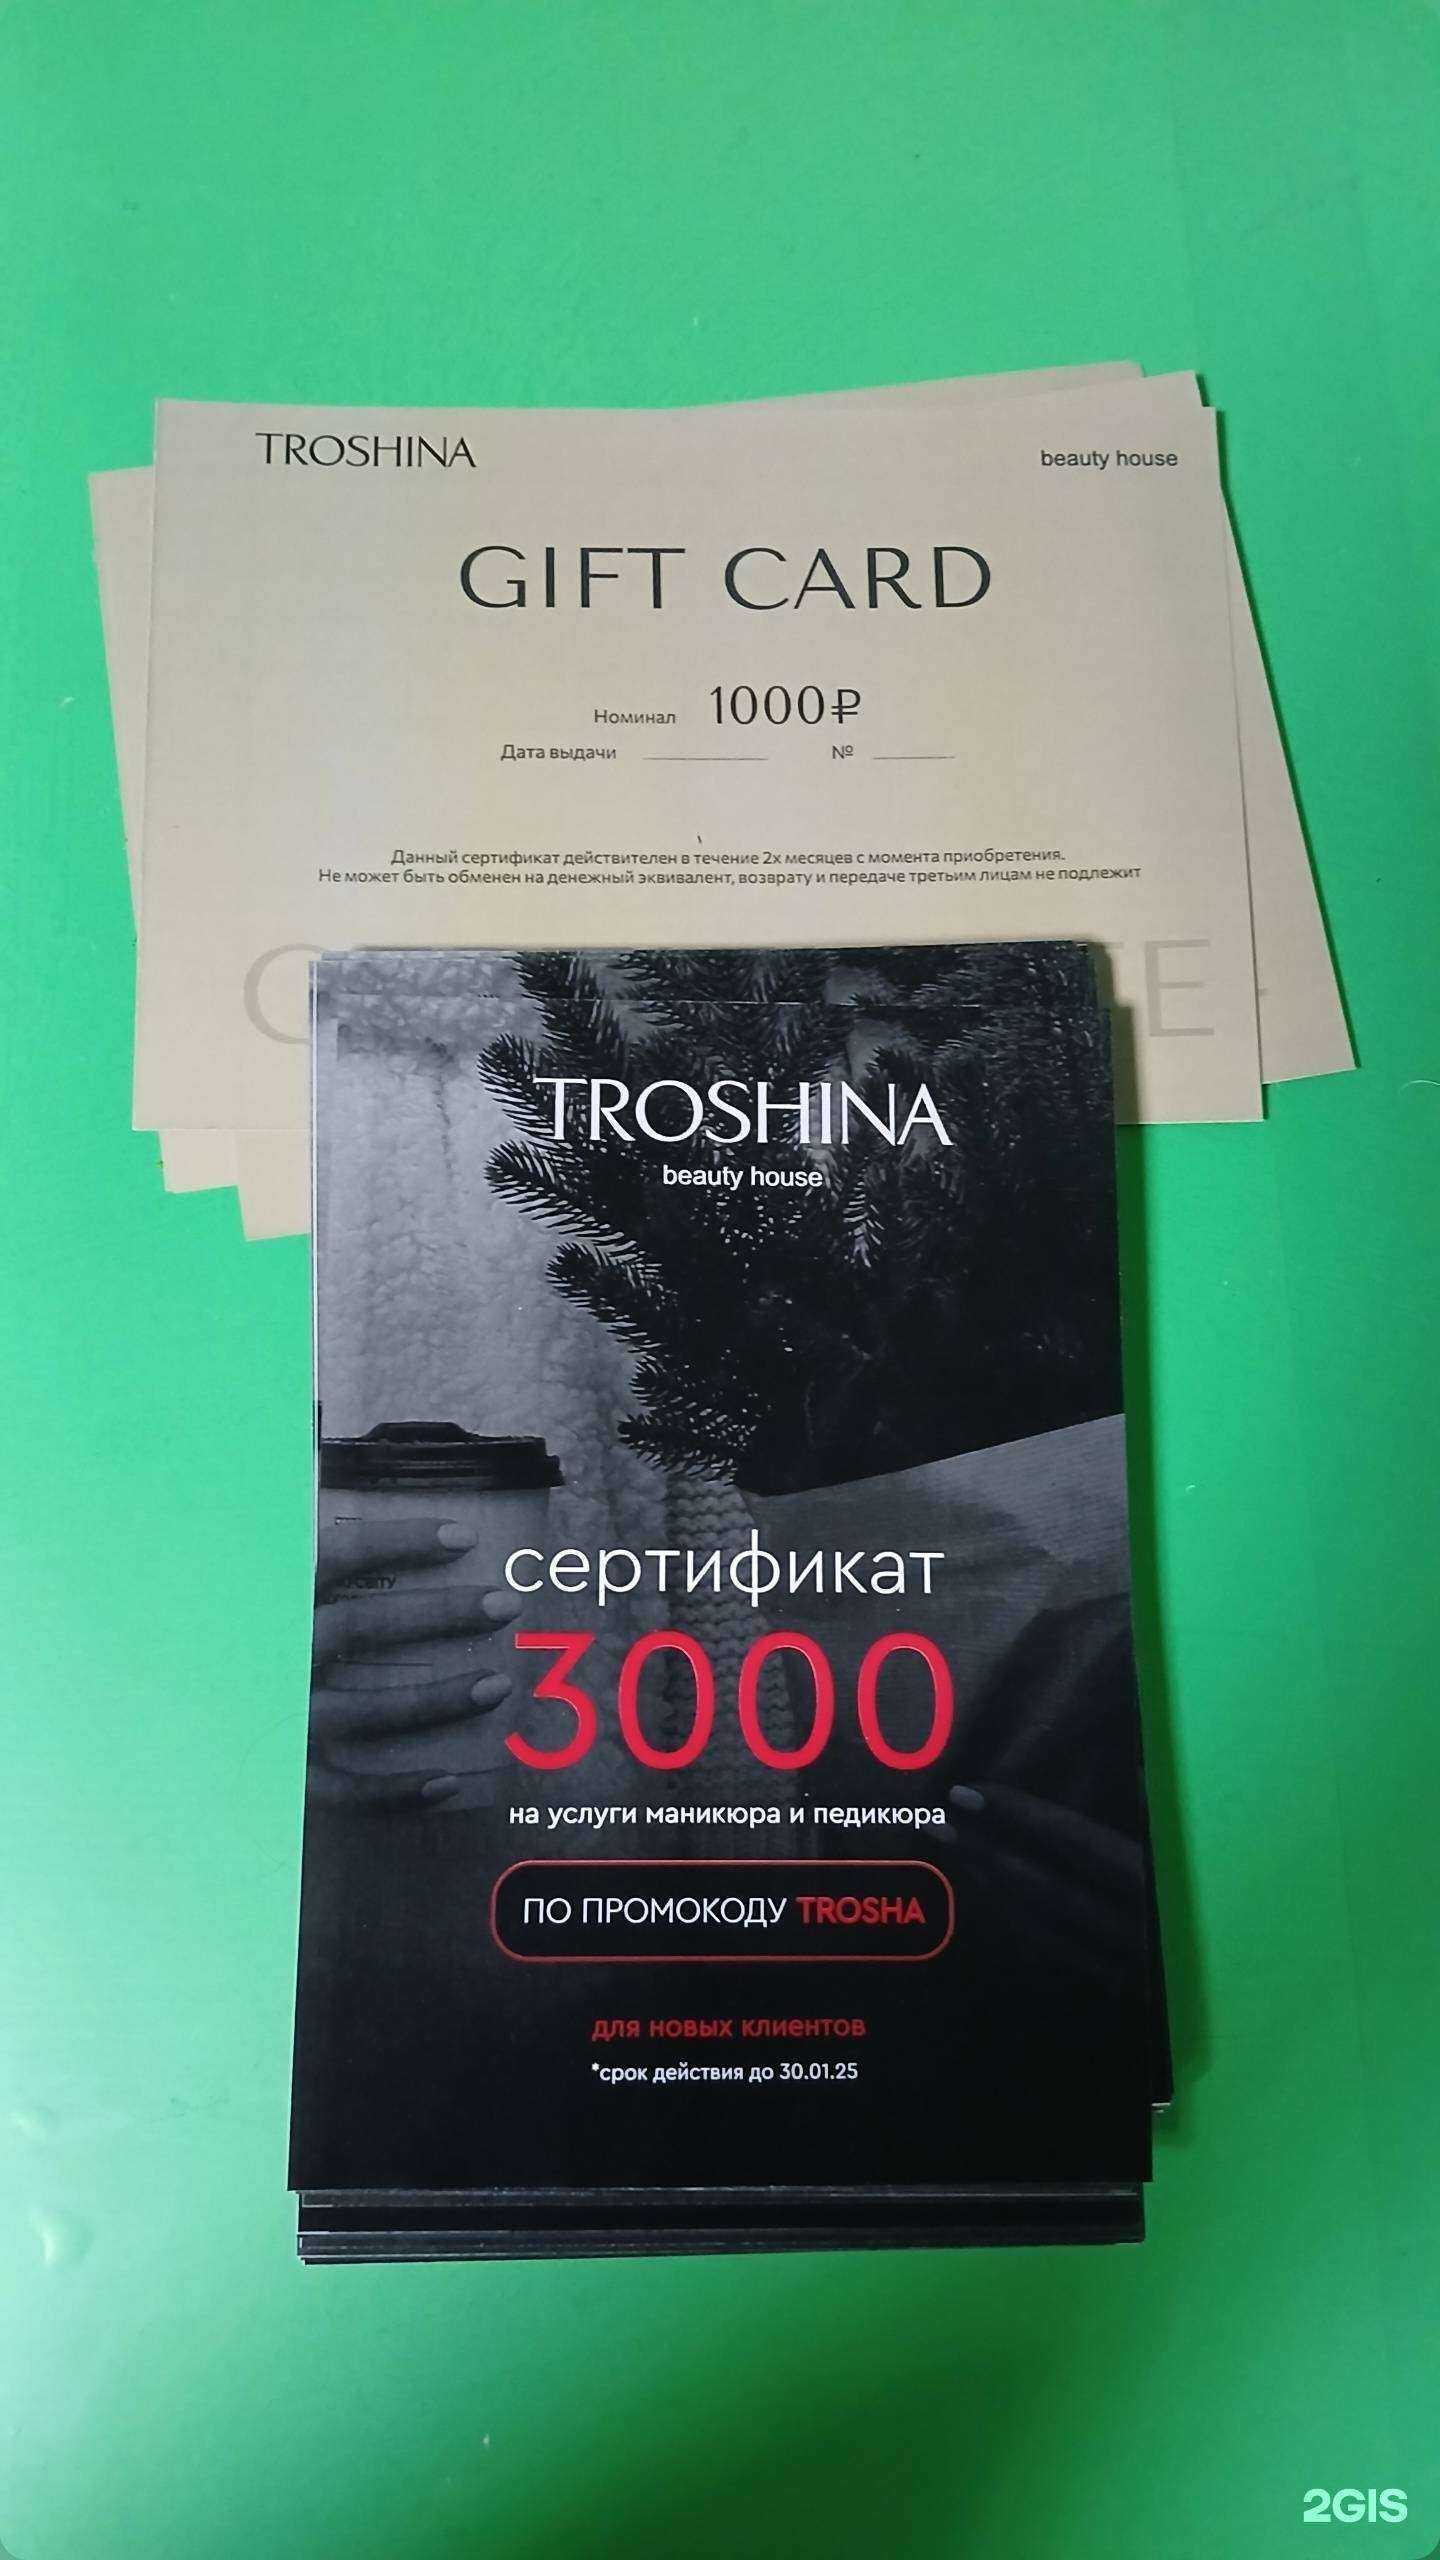 TROSHINA
beauty house
GIFT CARD
Номинал 1000₽
Дата выдачи
№
Данный сертификат действителен в течение 2х месяцев с момента приобретения.
Не может быть обменен на денежный эквивалент, возврату и передаче третьим лицам не подлежит
TROSHINA
beauty house
сертификат
3000
на услуги маникюра и педикюра
ПО ПРОМОКОДУ TROSHA
для новых клиентов
*срок действия до 30.01.25
2GIS